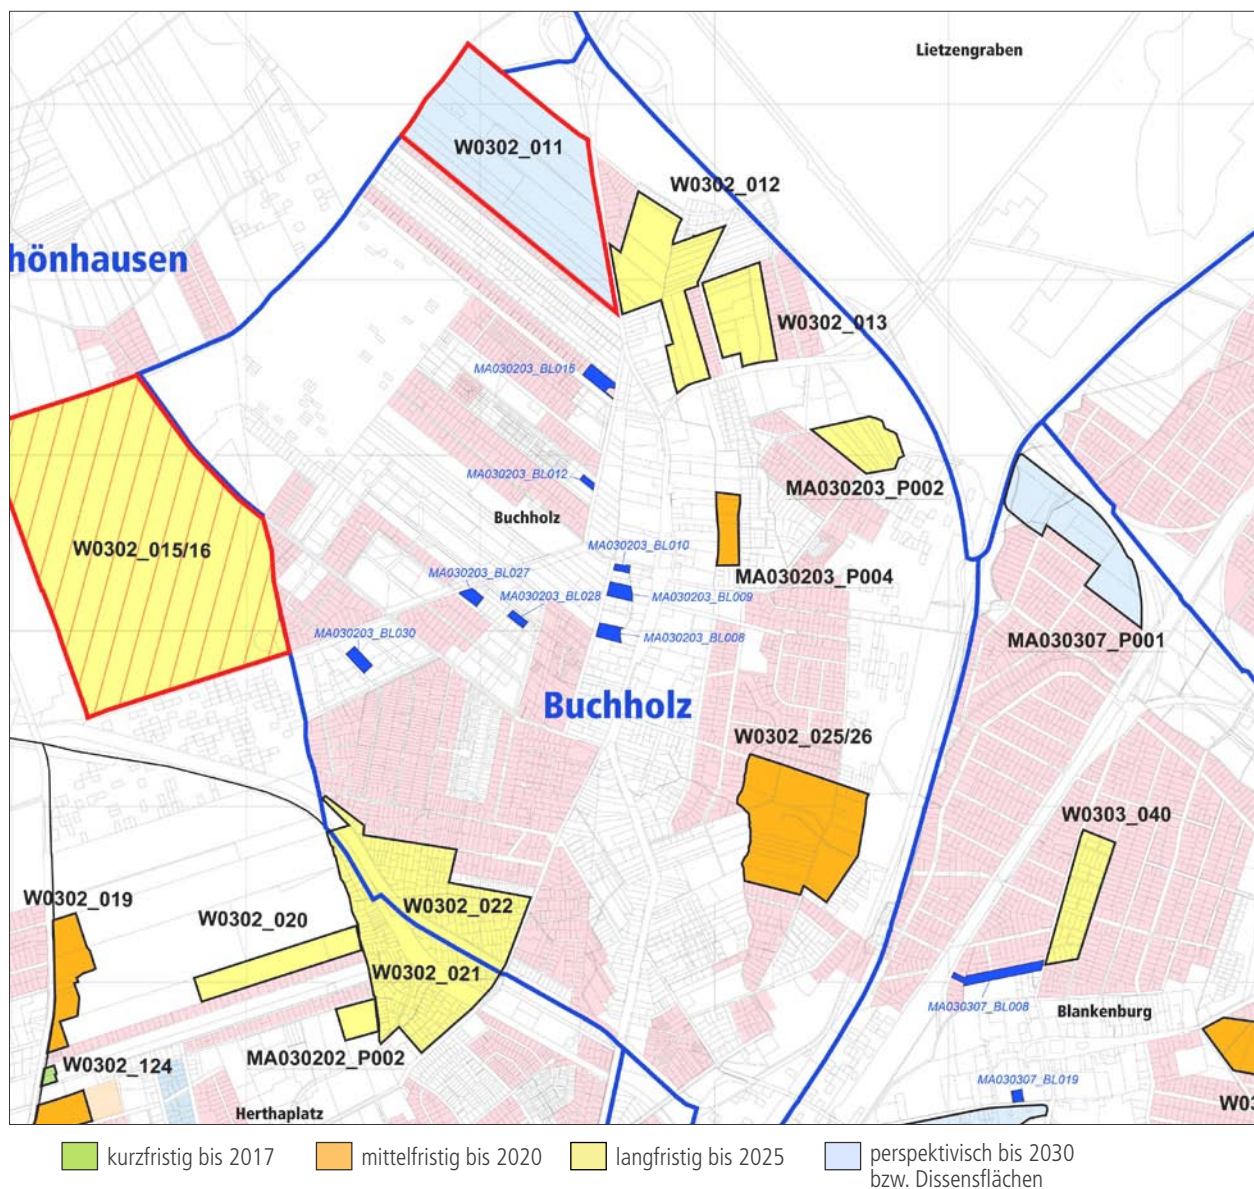 Lietzengraben
W0302_011
W0302_012
hönhausen
W0302_013
MA030203_BL016
MA030203_BL012
MA030203_P002
Buchholz
W0302_015/16
MA030203_BL010
MA030203_BL027
MA030203_P004
MA030203_BL028
MA030203_BL009
MA030203_BL030
MA030203_BL008
MA030307_P001
Buchholz
W0302_025/26
W0303_040
W0302_019
W0302_020
W0302_022
W0302_021
MA030307_BL008
Blankenburg
MA030202_P002
W0302_124
MA030307_BL019
W03
Herthaplatz
kurzfristig bis 2017
mittelfristig bis 2020
langfristig bis 2025
perspektivisch bis 2030
bzw. Dissensflächen